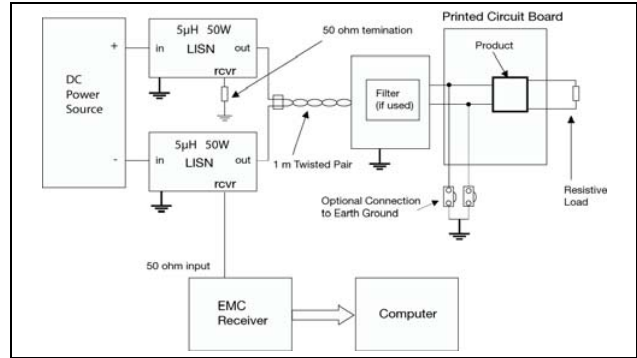 Printed Circuit Board
5µH 50W
LISN
in
out
rcvr
50 ohm temination
Product
+
DC
Power
Source
-
Filter
(if used)
5µH 50W
LISN
in
out
rcvr
1 m Twisted Pair
Optional Connection
to Earth Ground
Resistive
Load
50 ohm input
EMC
Receiver
Computer